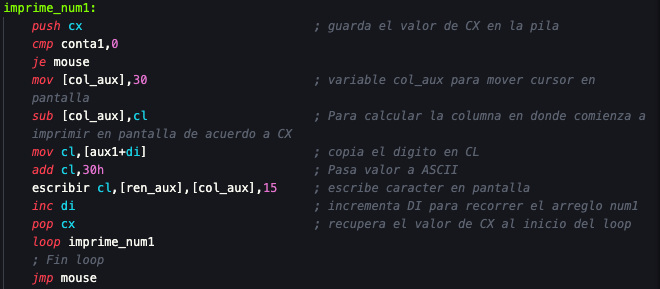 imprime_num1:
push cx ; guarda el valor de CX en la pila
cmp conta1,0
je mouse
mov [col_aux],30 ; variable col_aux para mover cursor en
pantalla
sub [col_aux],cl ; Para calcular la columna en donde comienza a
imprimir en pantalla de acuerdo a CX
mov cl,[aux1+di] ; copia el digito en CL
add cl,30h ; Pasa valor a ASCII
escribir cl,[ren_aux],[col_aux],15 ; escribe caracter en pantalla
inc di ; incrementa DI para recorrer el arreglo num1
pop cx ; recupera el valor de CX al inicio del loop
loop imprime_num1
; Fin loop
jmp mouse